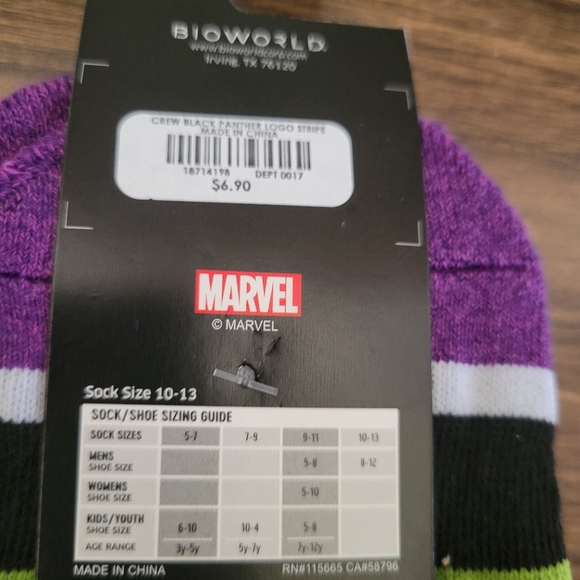 BIOWORLD
www.bioworldcorp.com
Irving, TX 76120
CREW BLACK PANTHER LOGO STRIPE
MADE IN CHINA
18714198 DEPT 0017
$6.90
MARVEL
© MARVEL
Sock Size 10-13
SOCK/SHOE SIZING GUIDE
SOCK SIZES 5-7 7-9 9-11 10-13
MENS SHOE SIZE 5-8 8-12
WOMENS SHOE SIZE 5-10
KIDS/YOUTH SHOE SIZE 6-10 10-4 5-8
AGE RANGE 3y-5y 5y-7y 7y-12y
MADE IN CHINA RN#115665 CA#58796